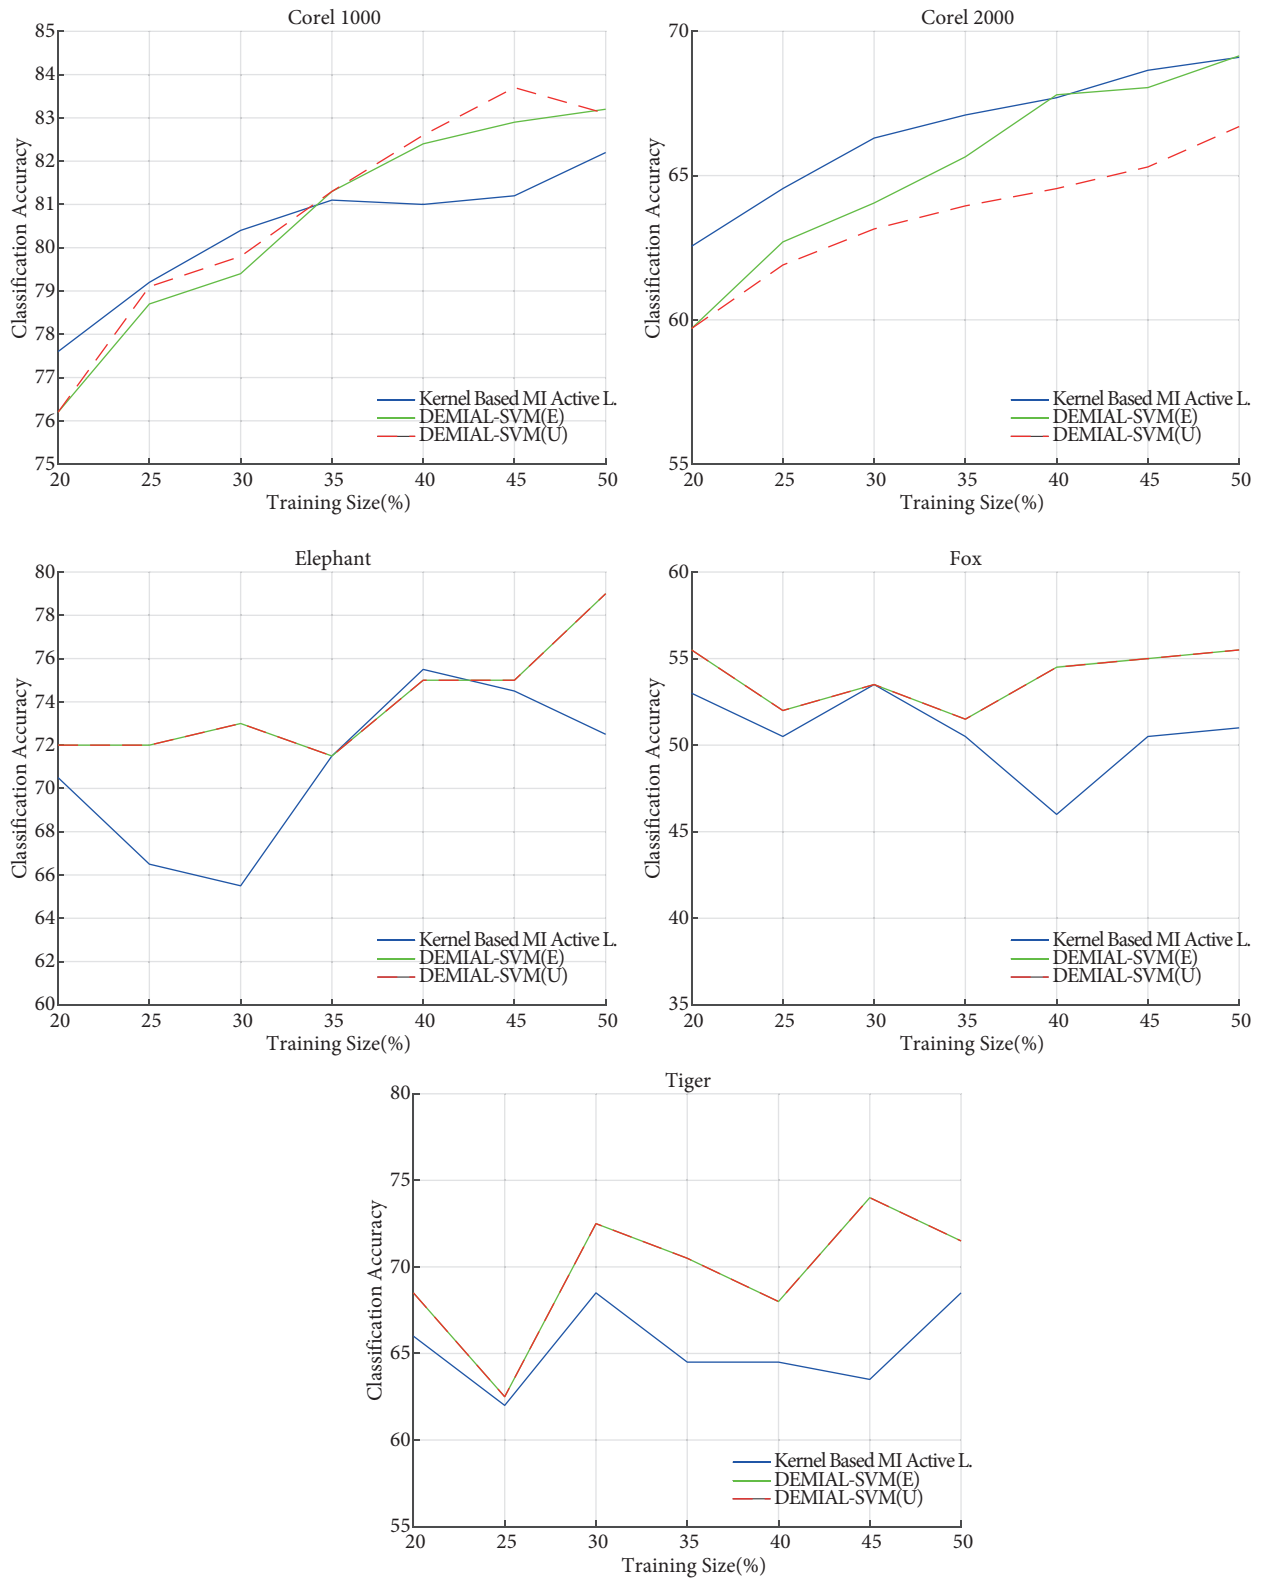 Corel 1000
85
84
83
82
81
80
79
78
77
76
75
Classification Accuracy
Kernel Based MI Active L.
DEMIAL-SVM(E)
DEMIAL-SVM(U)
20 25 30 35 40 45 50
Training Size(%)
Corel 2000
70
65
60
55
Classification Accuracy
Kernel Based MI Active L.
DEMIAL-SVM(E)
DEMIAL-SVM(U)
20 25 30 35 40 45 50
Training Size(%)
Elephant
80
78
76
74
72
70
68
66
64
62
60
Classification Accuracy
Kernel Based MI Active L.
DEMIAL-SVM(E)
DEMIAL-SVM(U)
20 25 30 35 40 45 50
Training Size(%)
Fox
60
55
50
45
40
35
Classification Accuracy
Kernel Based MI Active L.
DEMIAL-SVM(E)
DEMIAL-SVM(U)
20 25 30 35 40 45 50
Training Size(%)
Tiger
80
75
70
65
60
55
Classification Accuracy
Kernel Based MI Active L.
DEMIAL-SVM(E)
DEMIAL-SVM(U)
20 25 30 35 40 45 50
Training Size(%)